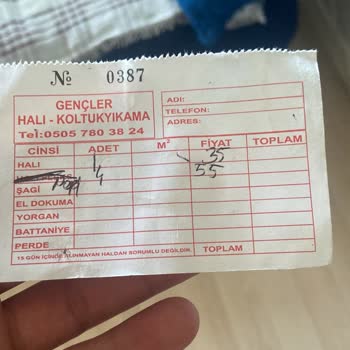 № 0387
GENÇLER
HALI - KOLTUKYIKAMA
Tel:0505 780 38 24
ADI:
TELEFON:
ADRES:
CİNSİ ADET M² FİYAT TOPLAM
HALI 1 35
4 55
ŞAGİ
EL DOKUMA
YORGAN
BATTANİYE
PERDE
15 GÜN İÇİNDE ALINMAYAN HALDAN SORUMLU DEĞİLDİR. TOPLAM